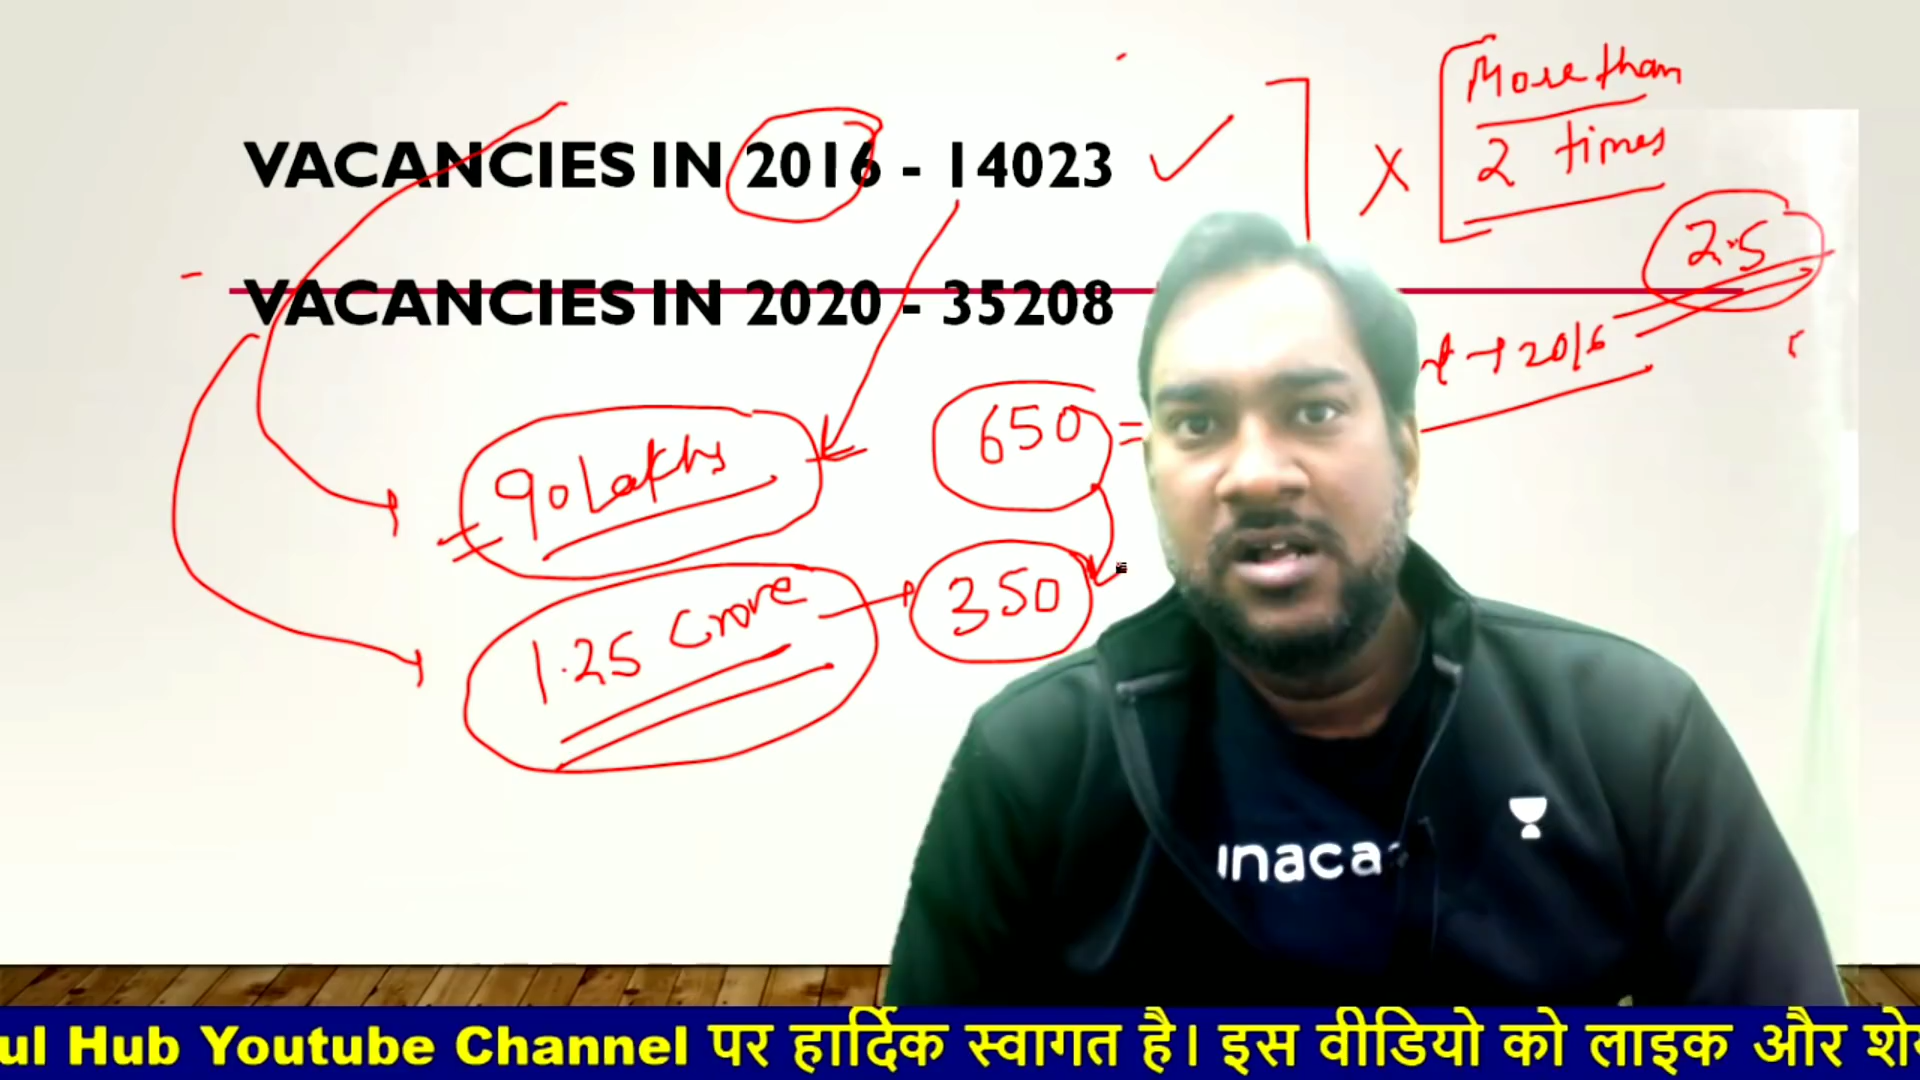 More than
2 times
VACANCIES IN 2016 - 14023
2.5
VACANCIES IN 2020 - 35208
2016
650 =
90 Lakhs
350
1.25 Crore
unaca
ul Hub Youtube Channel पर हार्दिक स्वागत है। इस वीडियो को लाइक और शे